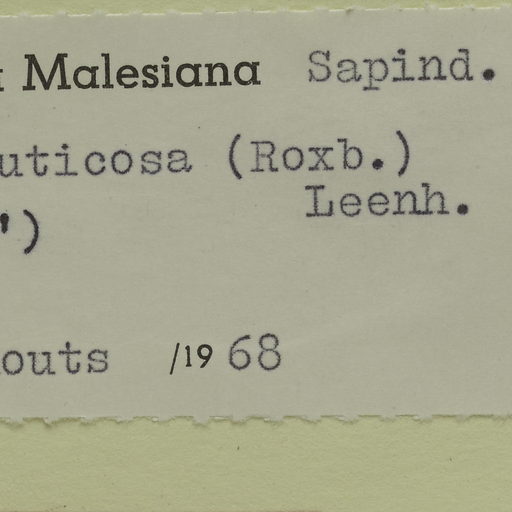 Malesiana Sapind.
uticosa (Roxb.)
Leenh.
')
outs /19 68